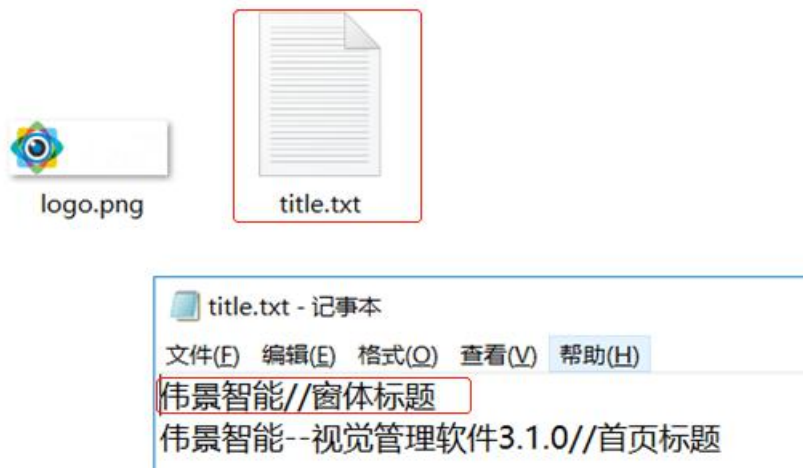 logo.png
title.txt
title.txt - 记事本
文件(F) 编辑(E) 格式(O) 查看(V) 帮助(H)
伟景智能//窗体标题
伟景智能--视觉管理软件3.1.0//首页标题